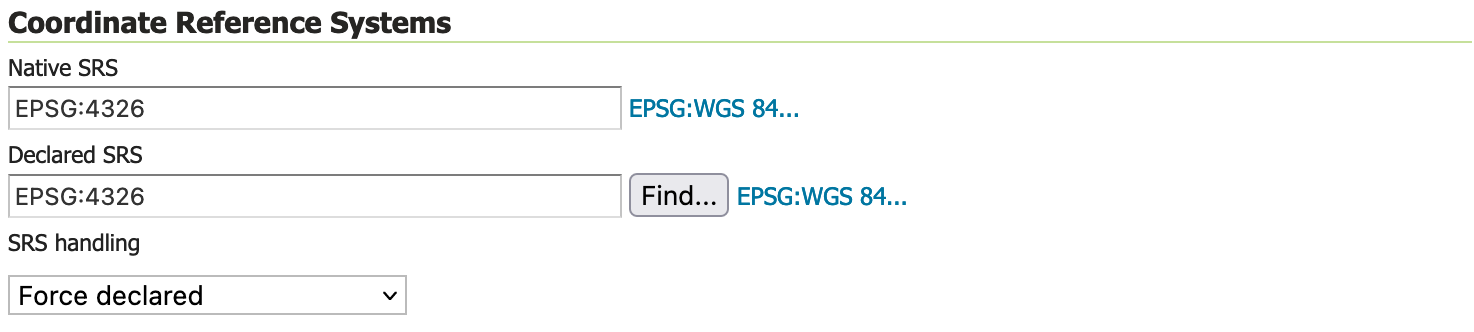 Coordinate Reference Systems
Native SRS
EPSG:4326 EPSG:WGS 84...
Declared SRS
EPSG:4326 Find... EPSG:WGS 84...
SRS handling
Force declared